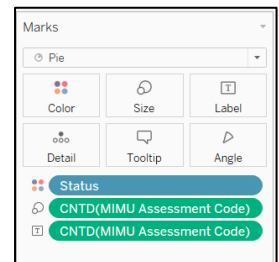 Marks
Pie
Color Size Label
Detail Tooltip Angle
Status
CNTD(MIMU Assessment Code)
T CNTD(MIMU Assessment Code)